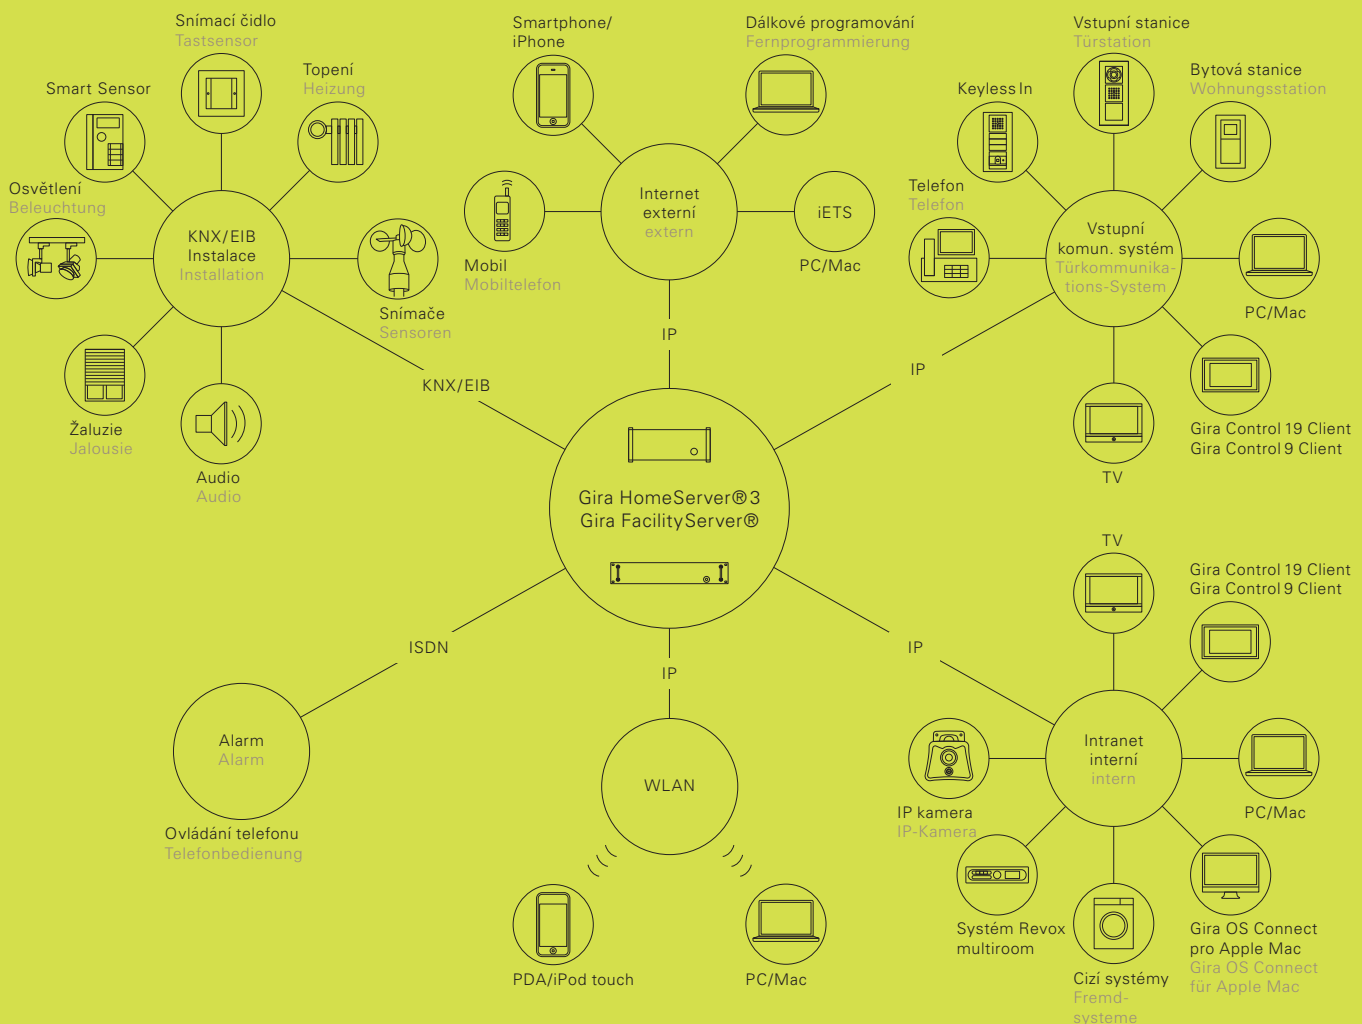 Snímací čidlo
Tastsensor
Topení
Heizung
Smart Sensor
Osvětlení
Beleuchtung
KNX/EIB
Instalace
Installation
Snímače
Sensoren
Žaluzie
Jalousie
Audio
Audio
KNX/EIB
Smartphone/
iPhone
Dálkové programování
Fernprogrammierung
Internet
externí
extern
iETS
PC/Mac
Mobil
Mobiltelefon
IP
Vstupní stanice
Türstation
Bytová stanice
Wohnungsstation
Keyless In
Telefon
Telefon
Vstupní
komun. systém
Türkommunika-
tions-System
PC/Mac
Gira Control 19 Client
Gira Control 9 Client
TV
IP
Gira HomeServer®3
Gira FacilityServer®
ISDN
Alarm
Alarm
Ovládání telefonu
Telefonbedienung
IP
WLAN
PDA/iPod touch
PC/Mac
IP
TV
Gira Control 19 Client
Gira Control 9 Client
Intranet
interní
intern
IP kamera
IP-Kamera
PC/Mac
Systém Revox
multiroom
Cizí systémy
Fremd-
systeme
Gira OS Connect
pro Apple Mac
Gira OS Connect
für Apple Mac